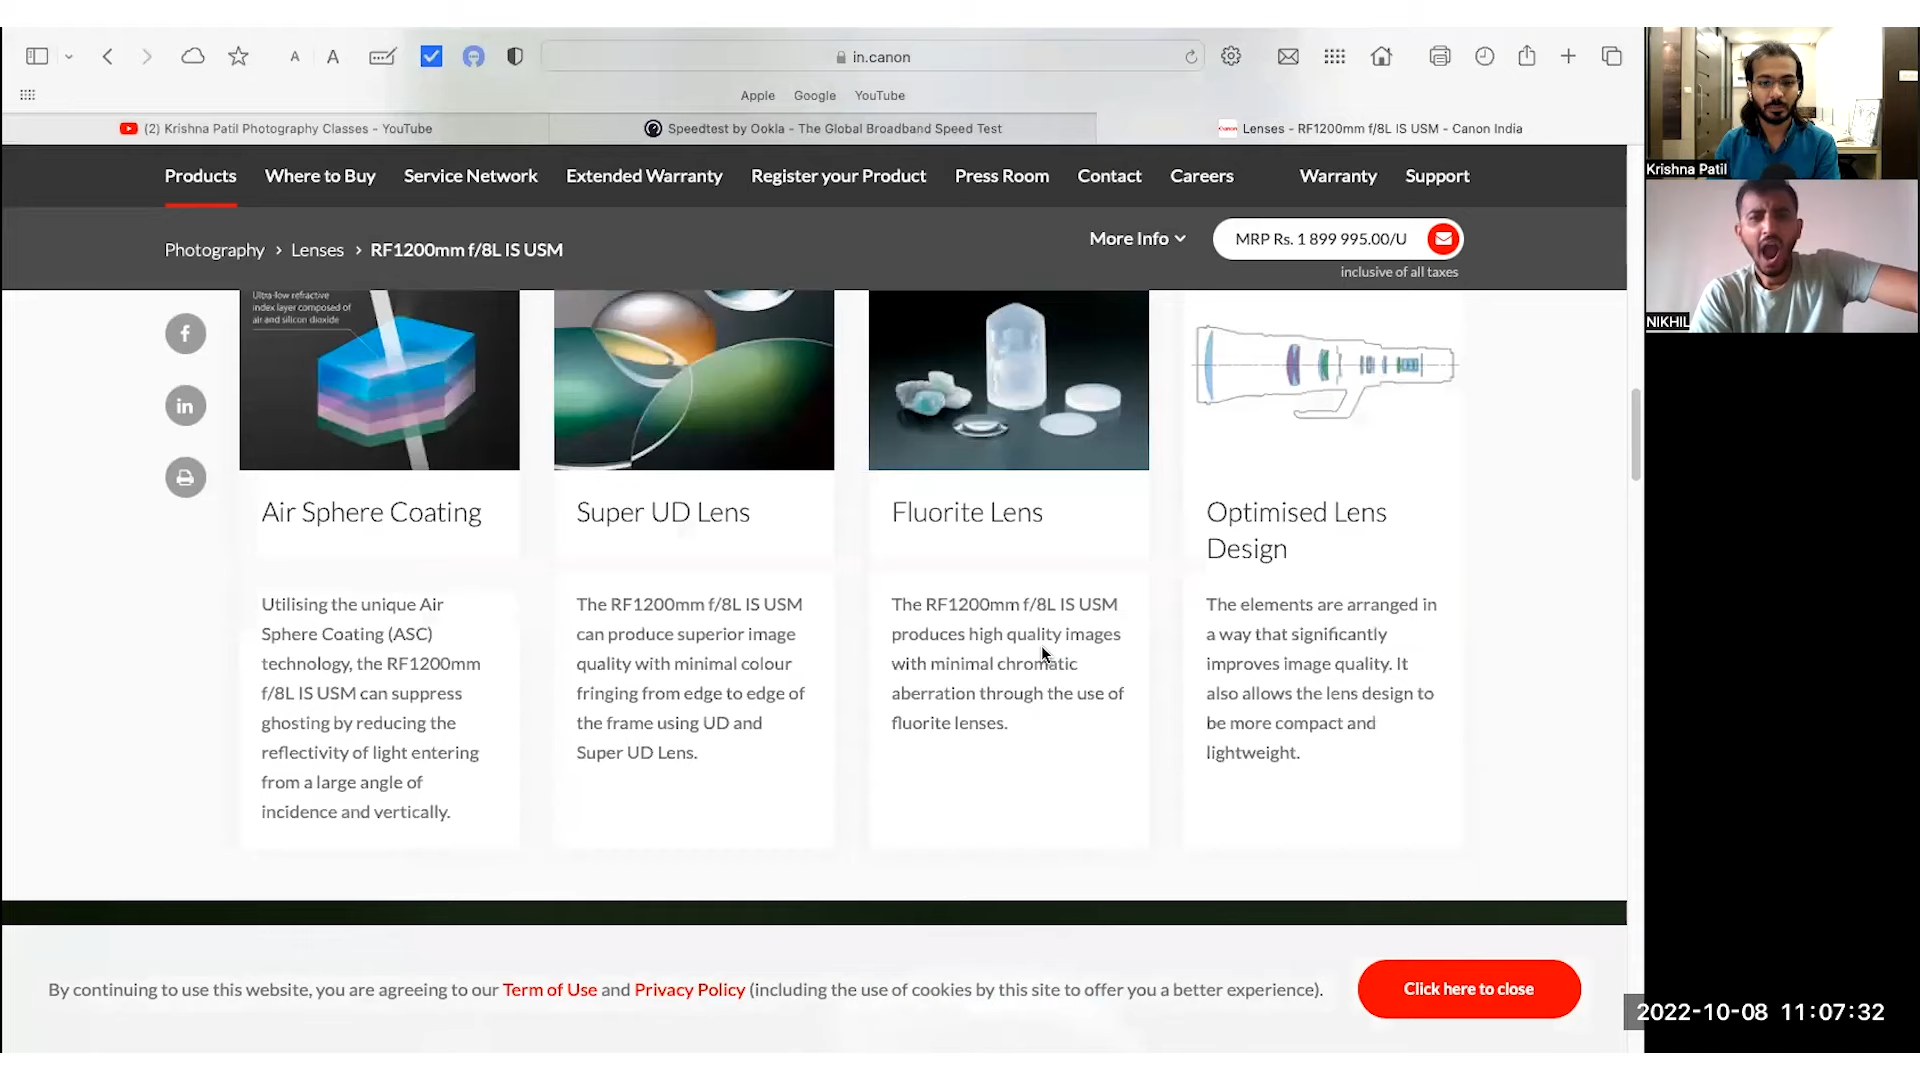 A A in.canon
Apple Google YouTube
(2) Krishna Patil Photography Classes - YouTube
Speedtest by Ookla - The Global Broadband Speed Test
Canon Lenses - RF1200mm f/8L IS USM - Canon India
Products Where to Buy Service Network Extended Warranty Register your Product Press Room Contact Careers Warranty Support
Photography > Lenses > RF1200mm f/8L IS USM
More Info
MRP Rs. 1 899 995.00/U
inclusive of all taxes
Krishna Patil
NIKHIL
Ultra-low refractive
index layer composed of
air and silicon dioxide
f
in
Air Sphere Coating
Utilising the unique Air
Sphere Coating (ASC)
technology, the RF1200mm
f/8L IS USM can suppress
ghosting by reducing the
reflectivity of light entering
from a large angle of
incidence and vertically.
Super UD Lens
The RF1200mm f/8L IS USM
can produce superior image
quality with minimal colour
fringing from edge to edge of
the frame using UD and
Super UD Lens.
Fluorite Lens
The RF1200mm f/8L IS USM
produces high quality images
with minimal chromatic
aberration through the use of
fluorite lenses.
Optimised Lens
Design
The elements are arranged in
a way that significantly
improves image quality. It
also allows the lens design to
be more compact and
lightweight.
By continuing to use this website, you are agreeing to our Term of Use and Privacy Policy (including the use of cookies by this site to offer you a better experience).
Click here to close
2022-10-08 11:07:32